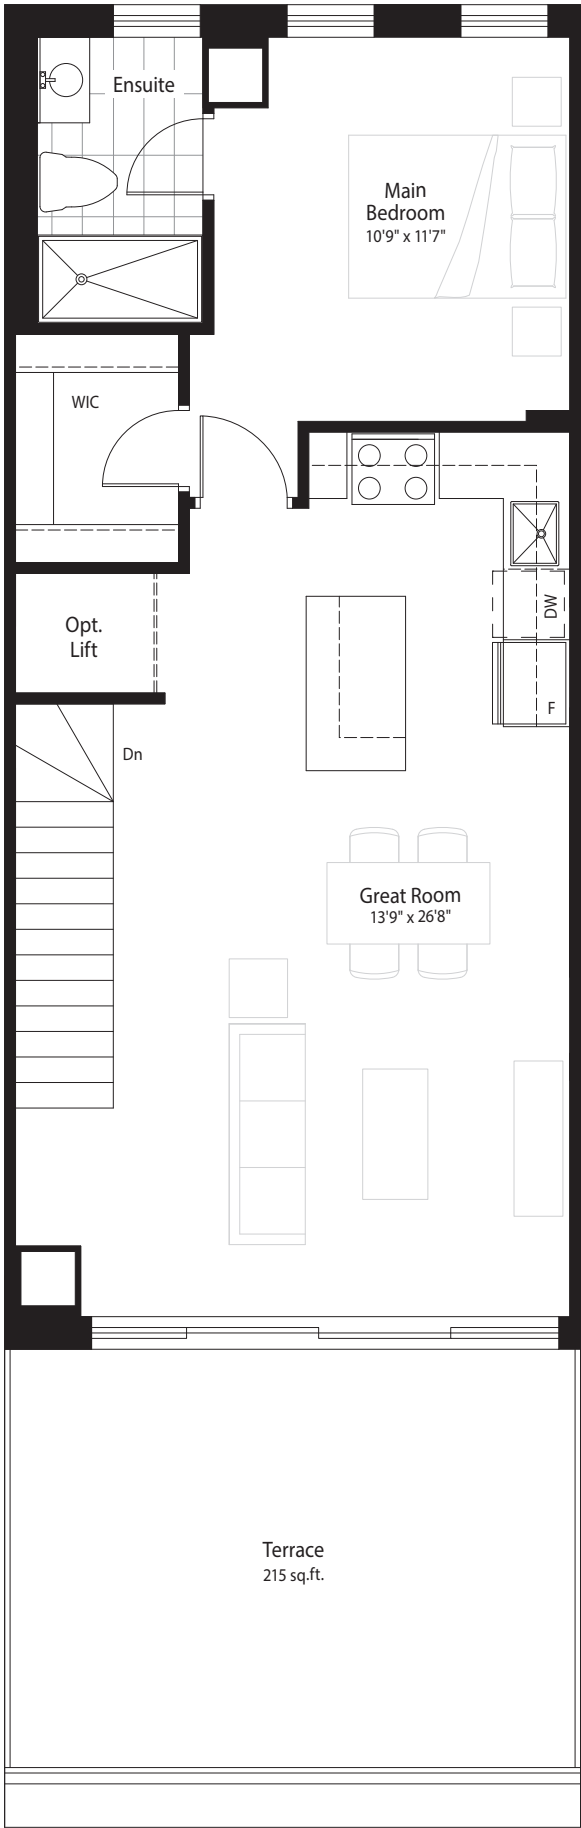 Ensuite
Main
Bedroom
10'9" x 11'7"
WIC
Opt.
Lift
DW
F
Dn
Great Room
13'9" x 26'8"
Terrace
215 sq.ft.